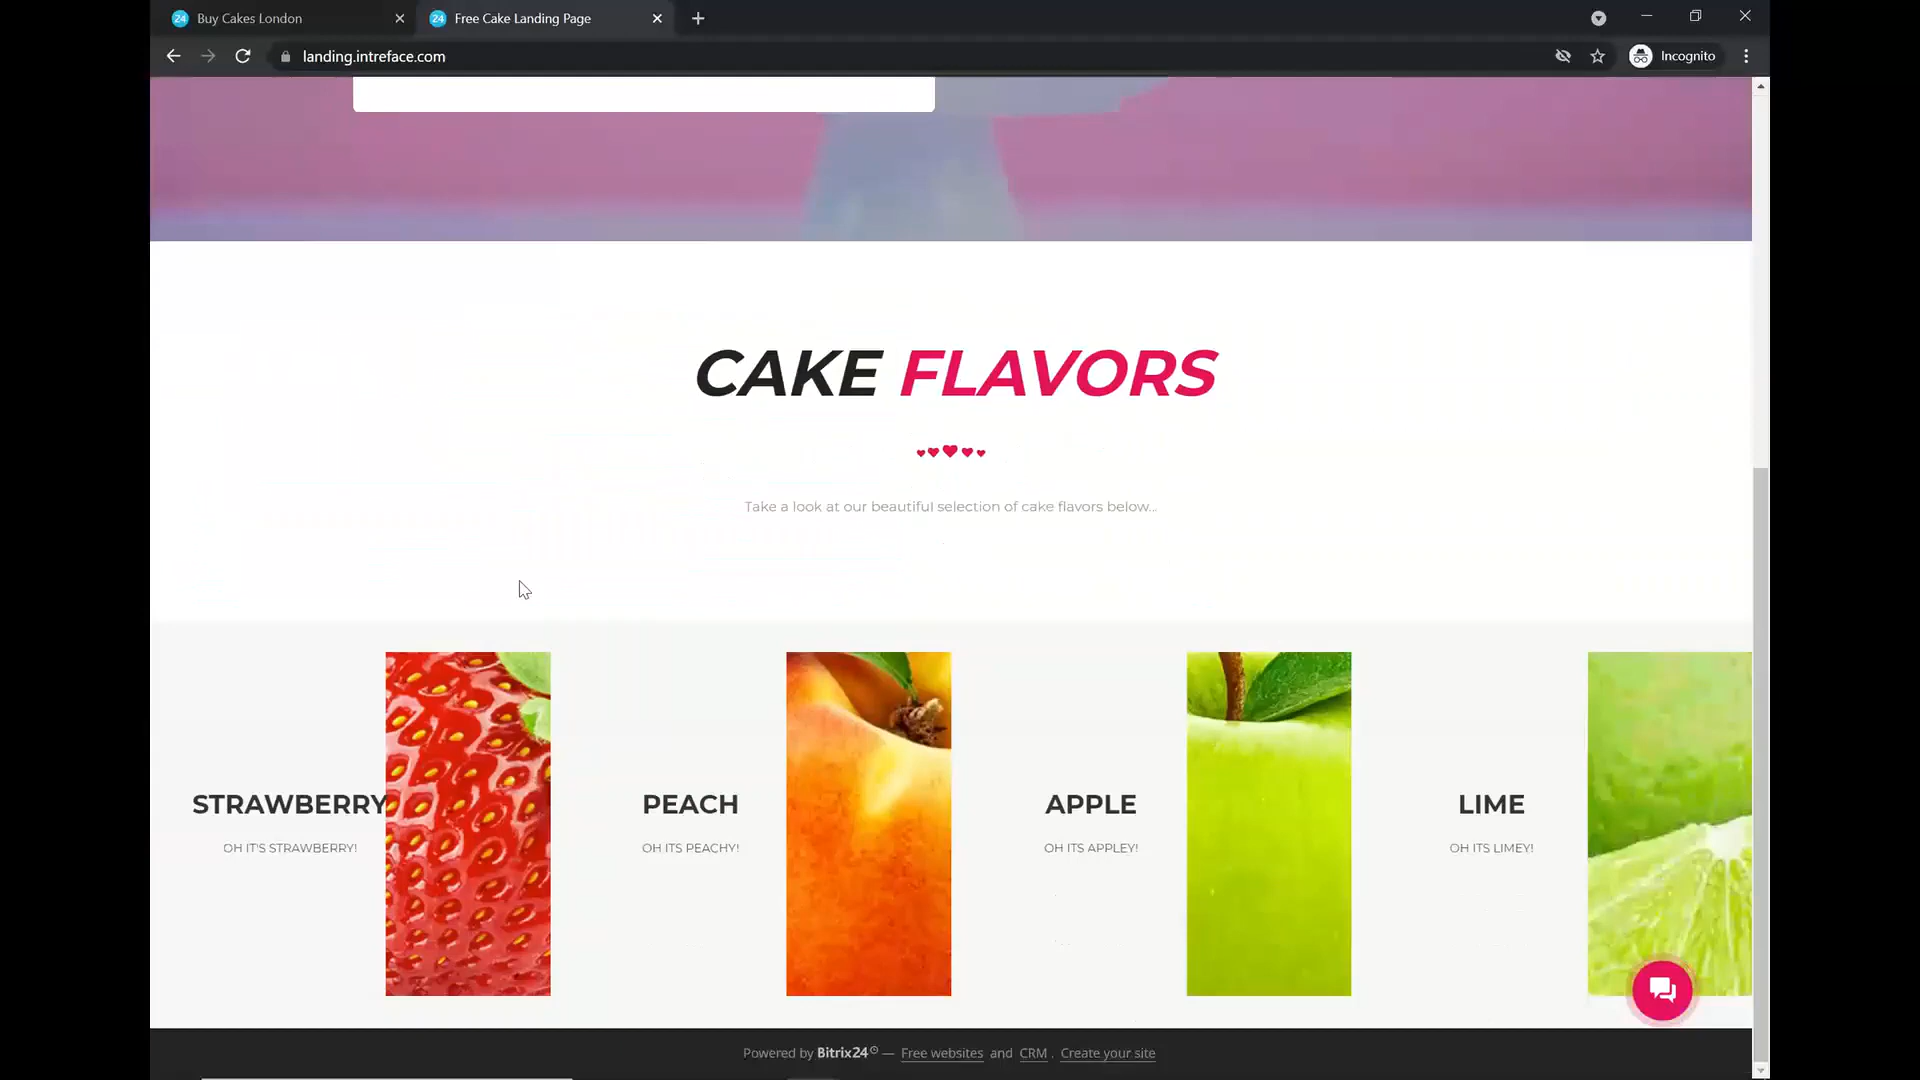 24 Buy Cakes London
24 Free Cake Landing Page
landing.intreface.com
Incognito
CAKE FLAVORS
Take a look at our beautiful selection of cake flavors below...
STRAWBERRY
OH IT'S STRAWBERRY!
PEACH
OH ITS PEACHY!
APPLE
OH ITS APPLEY!
LIME
OH ITS LIMEY!
Powered by Bitrix24 — Free websites and CRM . Create your site